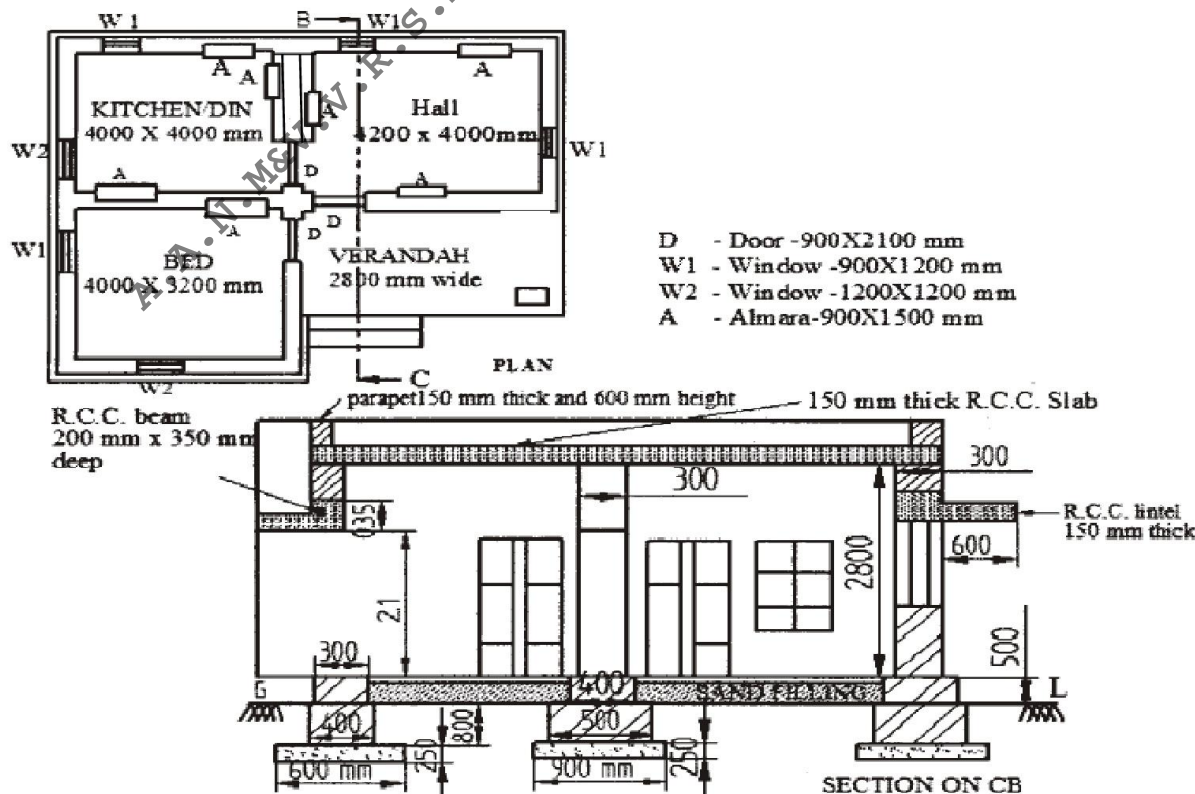 W 1
B
W1
A
A
A
A
KITCHEN/DIN
4000 X 4000 mm
Hall
4200 x 4000mm
W2
W1
D
A
A
A
D
D
W1
BED
4000 X 3200 mm
VERANDAH
2800 mm wide
W2
C
PLAN
D - Door -900X2100 mm
W1 - Window -900X1200 mm
W2 - Window -1200X1200 mm
A - Almara-900X1500 mm
A.A.N.M&V.V.R.S.
R.C.C. beam
200 mm x 350 mm
deep
parapet150 mm thick and 600 mm height
150 mm thick R.C.C. Slab
300
300
R.C.C. lintel
150 mm thick
600
035
2.1
2800
300
500
G
400
SAND FILLING
L
400
800
500
250
250
600 mm
900 mm
SECTION ON CB